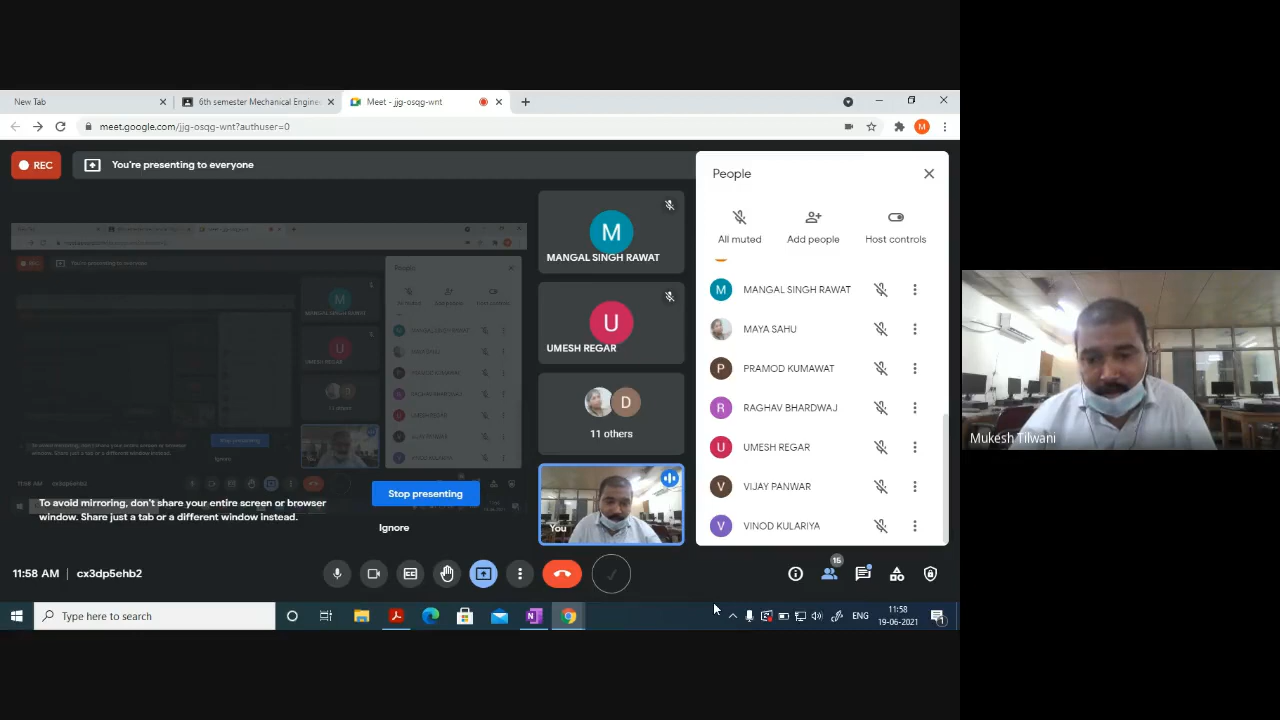 New Tab
6th semester Mechanical Engine
Meet - jjg-osqg-wnt
meet.google.com/jjg-osqg-wnt?authuser=0
M
REC
You're presenting to everyone
M
MANGAL SINGH RAWAT
U
UMESH REGAR
D
11 others
You
To avoid mirroring, don't share your entire screen or browser
window. Share just a tab or a different window instead.
Stop presenting
Ignore
People
All muted
Add people
Host controls
M MANGAL SINGH RAWAT
MAYA SAHU
P PRAMOD KUMAWAT
R RAGHAV BHARDWAJ
U UMESH REGAR
V VIJAY PANWAR
V VINOD KULARIYA
11:58 AM | cx3dp5ehb2
15
Type here to search
ENG
11:58
19-06-2021
1
Mukesh Tilwani